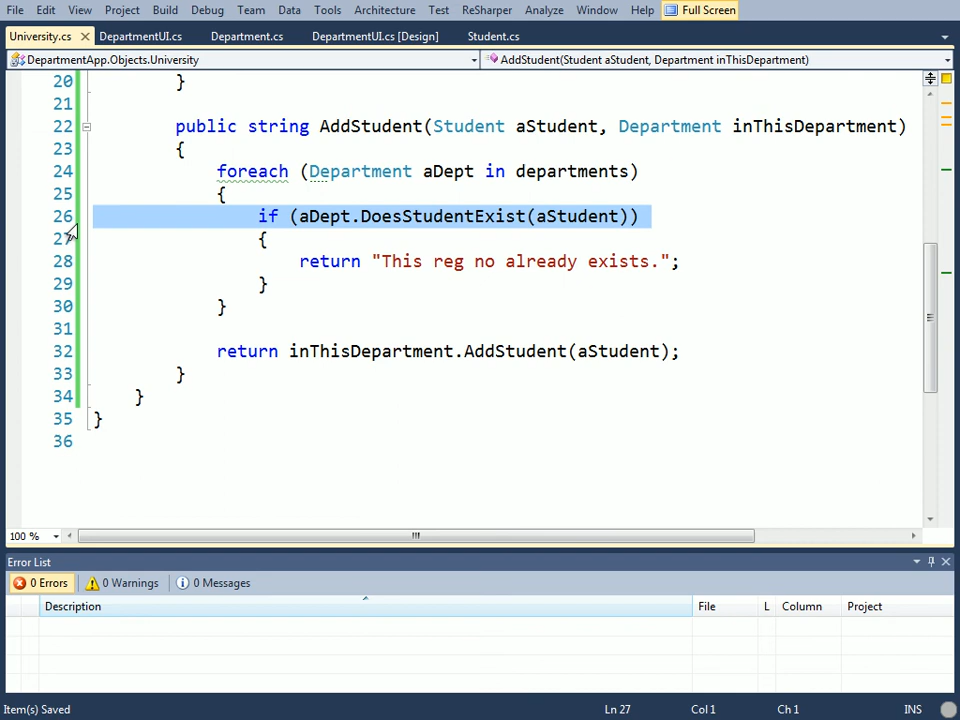 File Edit View Project Build Debug Team Data Tools Architecture Test ReSharper Analyze Window Help Full Screen
University.cs DepartmentUI.cs Department.cs DepartmentUI.cs [Design] Student.cs
DepartmentApp.Objects.University AddStudent(Student aStudent, Department inThisDepartment)
20 }
21
22 public string AddStudent(Student aStudent, Department inThisDepartment)
23 {
24 foreach (Department aDept in departments)
25 {
26 if (aDept.DoesStudentExist(aStudent))
27 {
28 return "This reg no already exists.";
29 }
30 }
31
32 return inThisDepartment.AddStudent(aStudent);
33 }
34 }
35 }
36
100 %
Error List
0 Errors 0 Warnings 0 Messages
Description File L Column Project
Item(s) Saved Ln 27 Col 1 Ch 1 INS